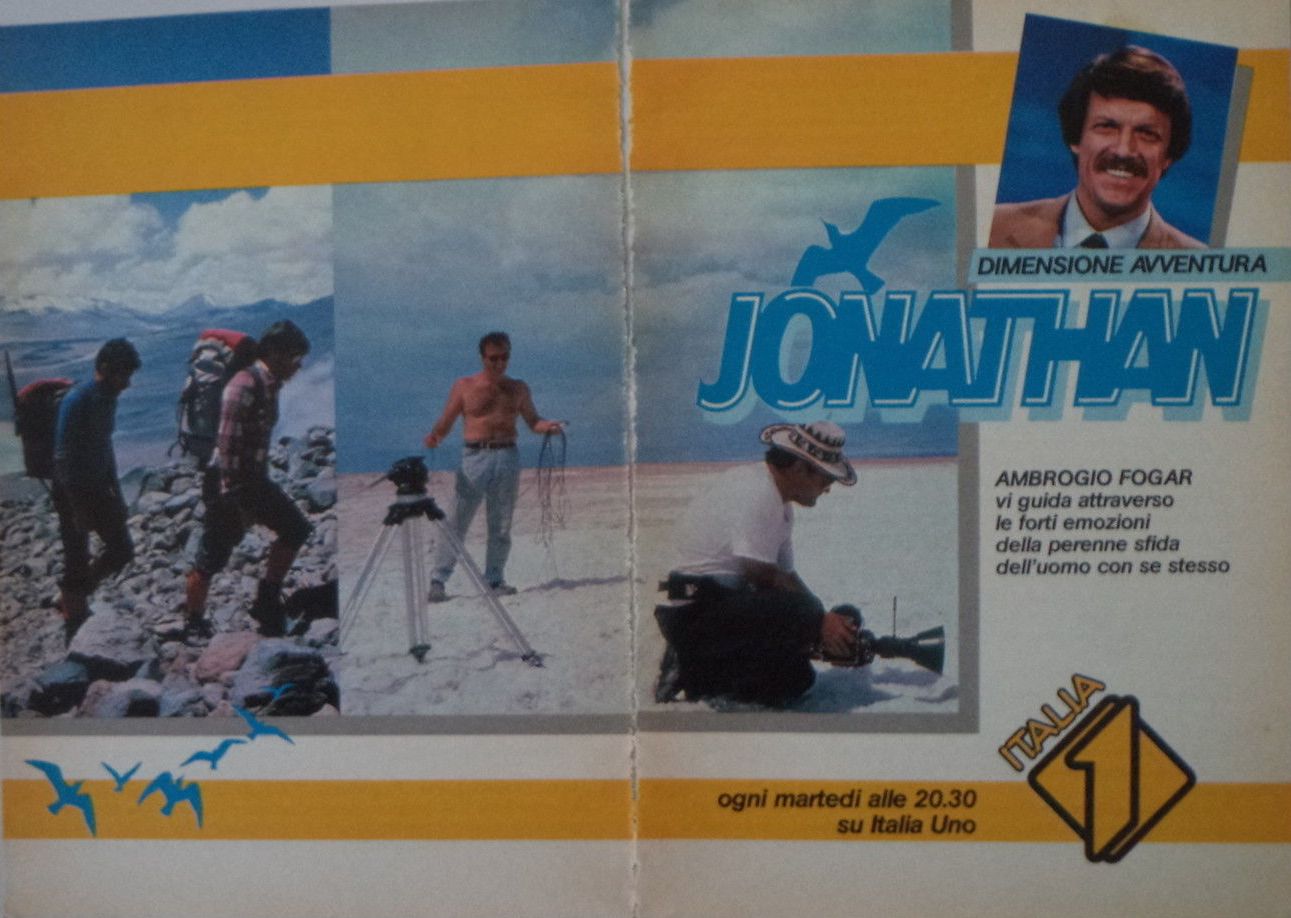 DIMENSIONE AVVENTURA
JONATHAN
AMBROGIO FOGAR
vi guida attraverso
le forti emozioni
della perenne sfida
dell'uomo con se stesso
ITALIA
1
ogni martedi alle 20.30
su Italia Uno